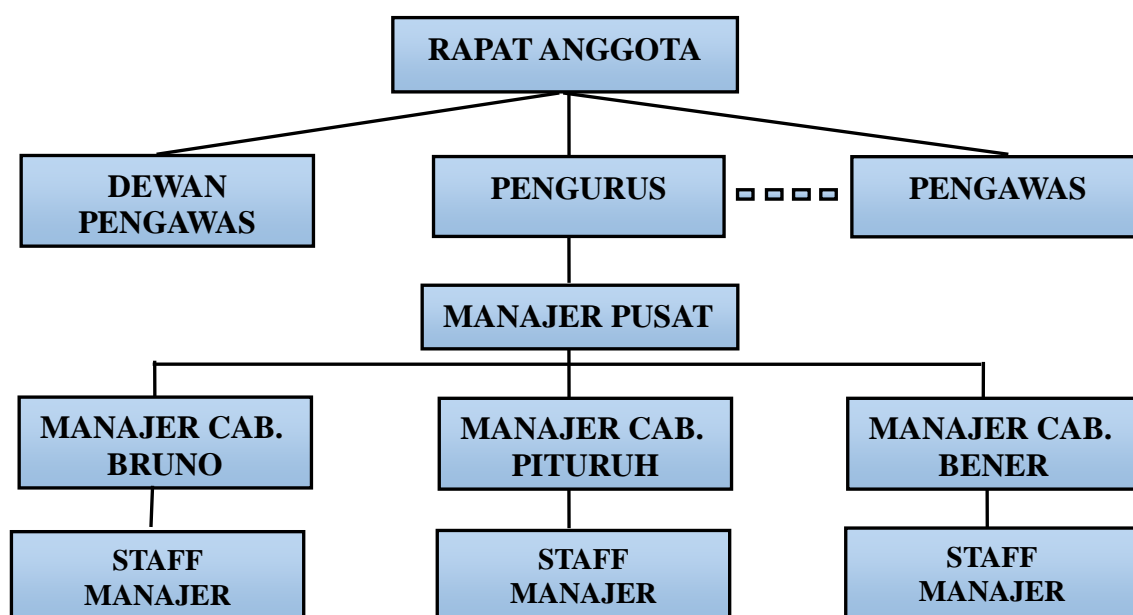 RAPAT ANGGOTA
DEWAN
PENGAWAS
PENGURUS
PENGAWAS
MANAJER PUSAT
MANAJER CAB.
BRUNO
MANAJER CAB.
PITURUH
MANAJER CAB.
BENER
STAFF
MANAJER
STAFF
MANAJER
STAFF
MANAJER